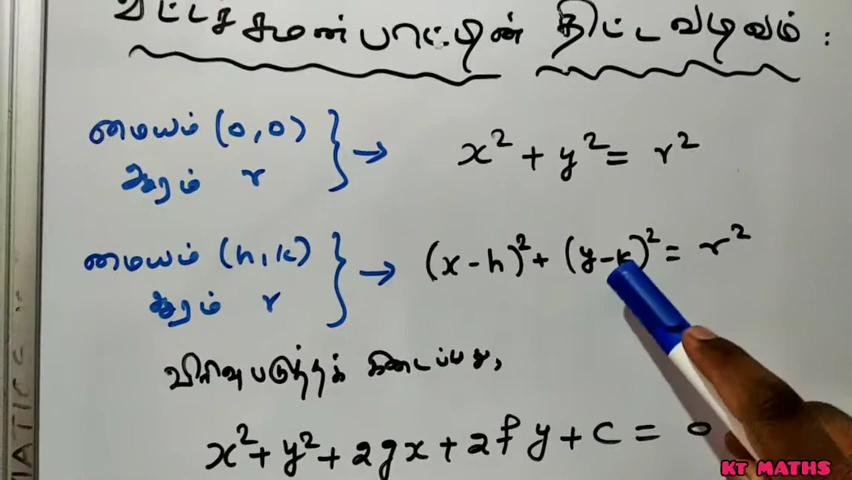 வட்டச் சமன்பாட்டின் திட்டவடிவம் :
மையம் (0,0)
ஆரம் r } → x² + y² = r²
மையம் (h,k)
ஆரம் r } → (x-h)² + (y-k)² = r²
விரிவுபடுத்தக் கிடைப்பது,
x² + y² + 2gx + 2fy + c = 0
KT MATHS